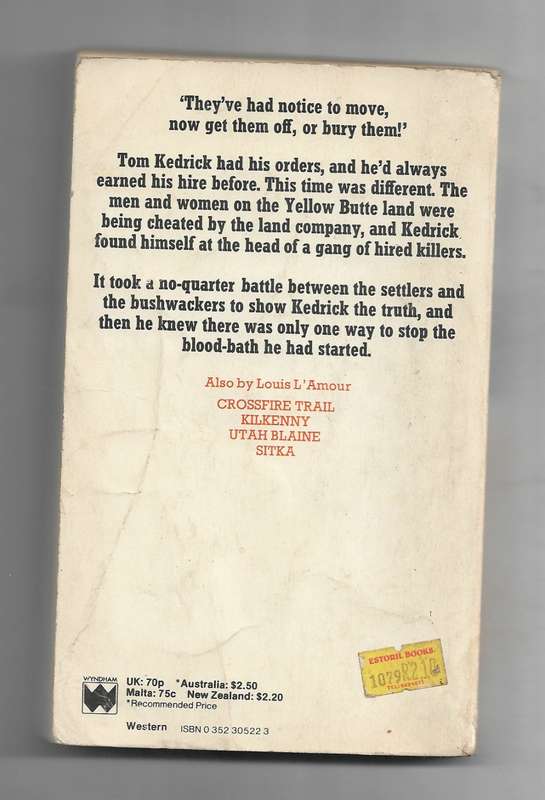 ‘They’ve had notice to move,
now get them off, or bury them!’
Tom Kedrick had his orders, and he’d always
earned his hire before. This time was different. The
men and women on the Yellow Butte land were
being cheated by the land company, and Kedrick
found himself at the head of a gang of hired killers.
It took a no-quarter battle between the settlers and
the bushwackers to show Kedrick the truth, and
then he knew there was only one way to stop the
blood-bath he had started.
Also by Louis L’Amour
CROSSFIRE TRAIL
KILKENNY
UTAH BLAINE
SITKA
ESTORIL BOOKS
1079R210
WYNDHAM
UK: 70p *Australia: $2.50
Malta: 75c New Zealand: $2.20
*Recommended Price
Western ISBN 0 352 30522 3